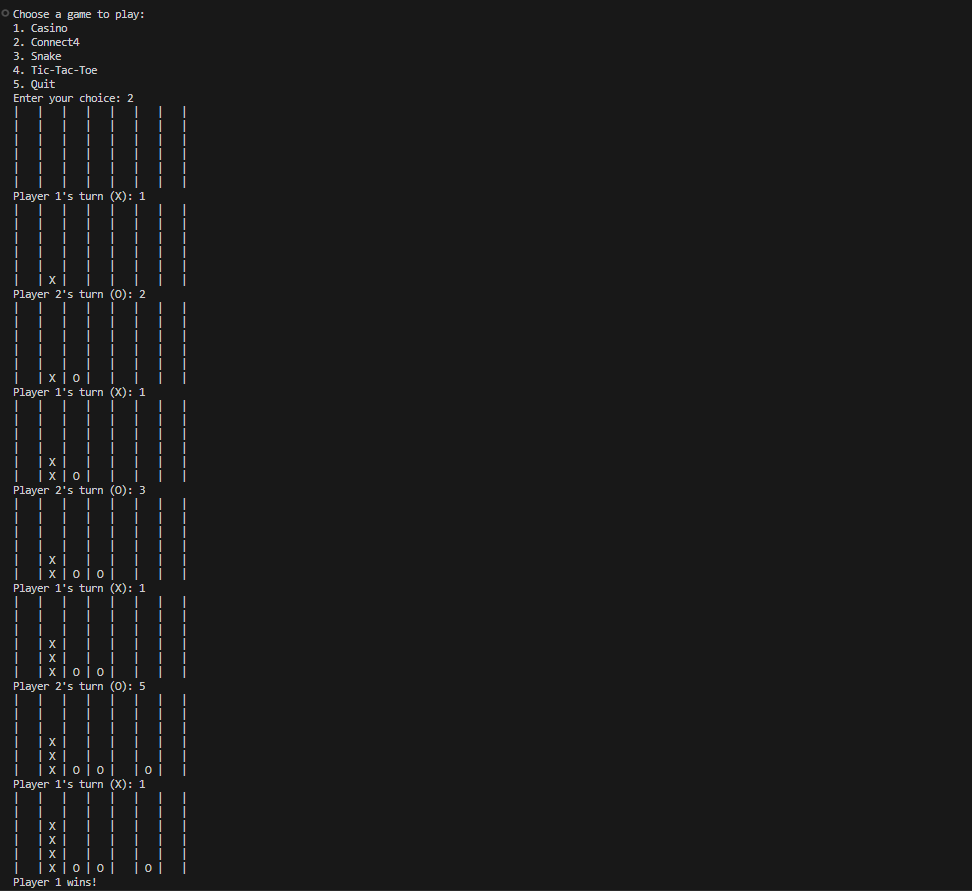 Choose a game to play:
1. Casino
2. Connect4
3. Snake
4. Tic-Tac-Toe
5. Quit
Enter your choice: 2
|   |   |   |   |   |   |   |
|   |   |   |   |   |   |   |
|   |   |   |   |   |   |   |
|   |   |   |   |   |   |   |
|   |   |   |   |   |   |   |
|   |   |   |   |   |   |   |
Player 1's turn (X): 1
|   |   |   |   |   |   |   |
|   |   |   |   |   |   |   |
|   |   |   |   |   |   |   |
|   |   |   |   |   |   |   |
|   |   |   |   |   |   |   |
|   | X |   |   |   |   |   |
Player 2's turn (O): 2
|   |   |   |   |   |   |   |
|   |   |   |   |   |   |   |
|   |   |   |   |   |   |   |
|   |   |   |   |   |   |   |
|   |   |   |   |   |   |   |
|   | X | O |   |   |   |   |
Player 1's turn (X): 1
|   |   |   |   |   |   |   |
|   |   |   |   |   |   |   |
|   |   |   |   |   |   |   |
|   |   |   |   |   |   |   |
|   | X |   |   |   |   |   |
|   | X | O |   |   |   |   |
Player 2's turn (O): 3
|   |   |   |   |   |   |   |
|   |   |   |   |   |   |   |
|   |   |   |   |   |   |   |
|   |   |   |   |   |   |   |
|   | X |   |   |   |   |   |
|   | X | O | O |   |   |   |
Player 1's turn (X): 1
|   |   |   |   |   |   |   |
|   |   |   |   |   |   |   |
|   |   |   |   |   |   |   |
|   | X |   |   |   |   |   |
|   | X |   |   |   |   |   |
|   | X | O | O |   |   |   |
Player 2's turn (O): 5
|   |   |   |   |   |   |   |
|   |   |   |   |   |   |   |
|   |   |   |   |   |   |   |
|   | X |   |   |   |   |   |
|   | X |   |   |   |   |   |
|   | X | O | O |   | O |   |
Player 1's turn (X): 1
|   |   |   |   |   |   |   |
|   |   |   |   |   |   |   |
|   | X |   |   |   |   |   |
|   | X |   |   |   |   |   |
|   | X |   |   |   |   |   |
|   | X | O | O |   | O |   |
Player 1 wins!